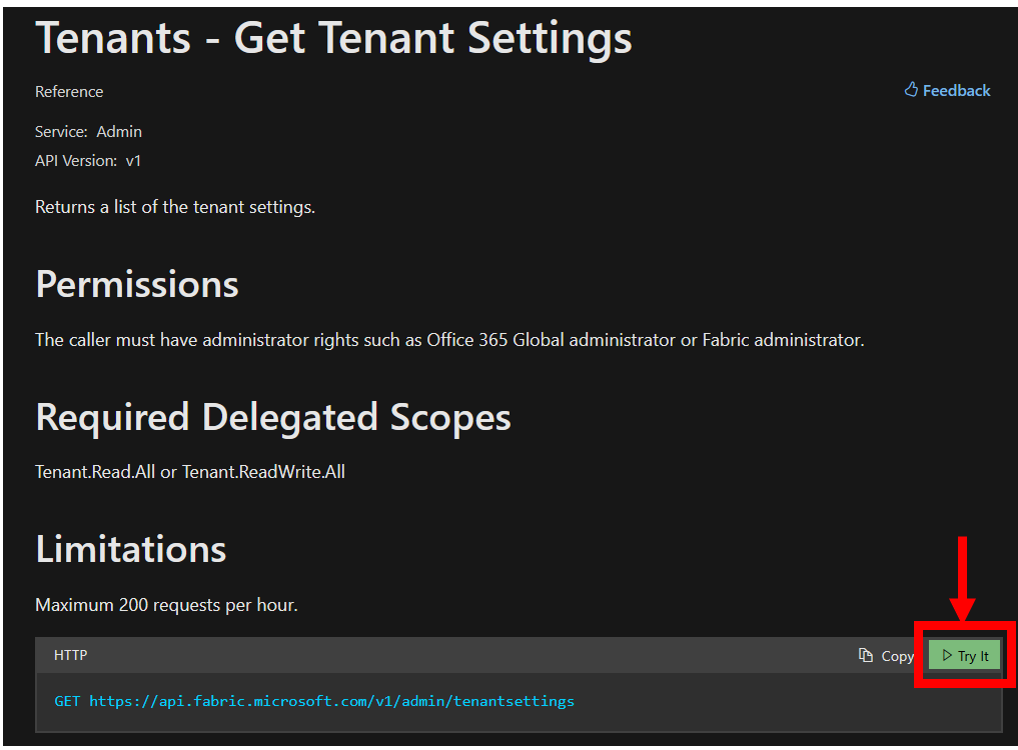 Tenants - Get Tenant Settings
Reference
Feedback
Service: Admin
API Version: v1
Returns a list of the tenant settings.
Permissions
The caller must have administrator rights such as Office 365 Global administrator or Fabric administrator.
Required Delegated Scopes
Tenant.Read.All or Tenant.ReadWrite.All
Limitations
Maximum 200 requests per hour.
HTTP
Copy
Try It
GET https://api.fabric.microsoft.com/v1/admin/tenantsettings